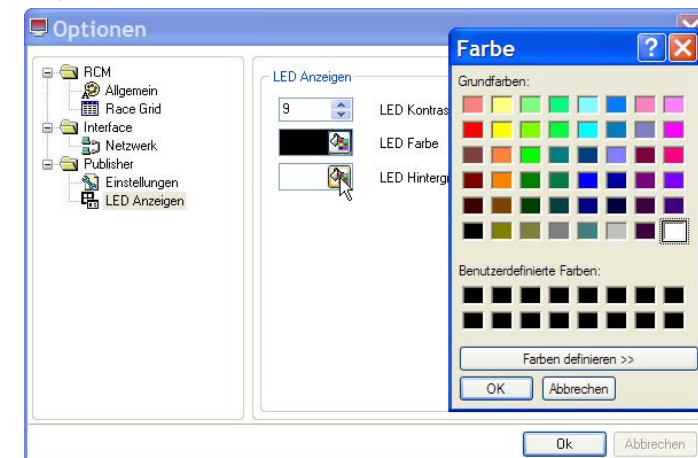 Optionen
RCM
Allgemein
Race Grid
Interface
Netzwerk
Publisher
Einstellungen
LED Anzeigen
LED Anzeigen
9
LED Kontras
LED Farbe
LED Hintergr
Farbe
Grundfarben:
Benutzerdefinierte Farben:
Farben definieren >>
OK
Abbrechen
Ok
Abbrechen